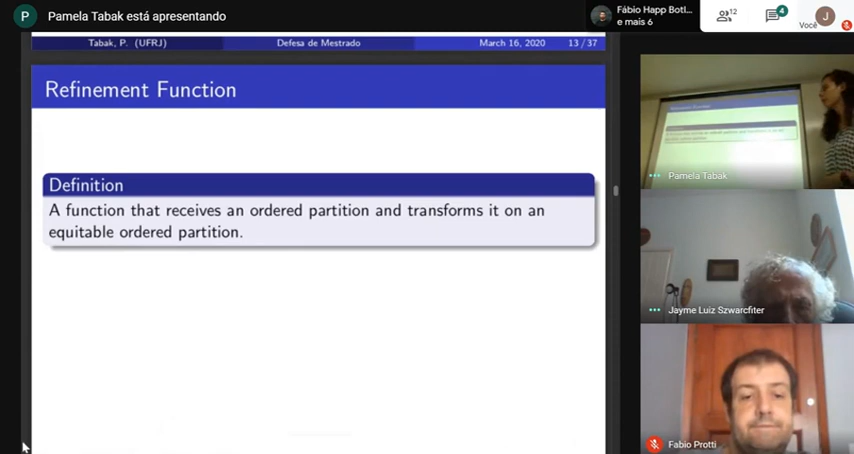 P Pamela Tabak está apresentando
Fábio Happ Botl...
e mais 6
12
4
J
Você
Tabak, P. (UFRJ) Defesa de Mestrado March 16, 2020 13 / 37
Refinement Function
Definition
A function that receives an ordered partition and transforms it on an
equitable ordered partition.
Refinement Function
Pamela Tabak
Jayme Luiz Szwarcfiter
Fabio Protti